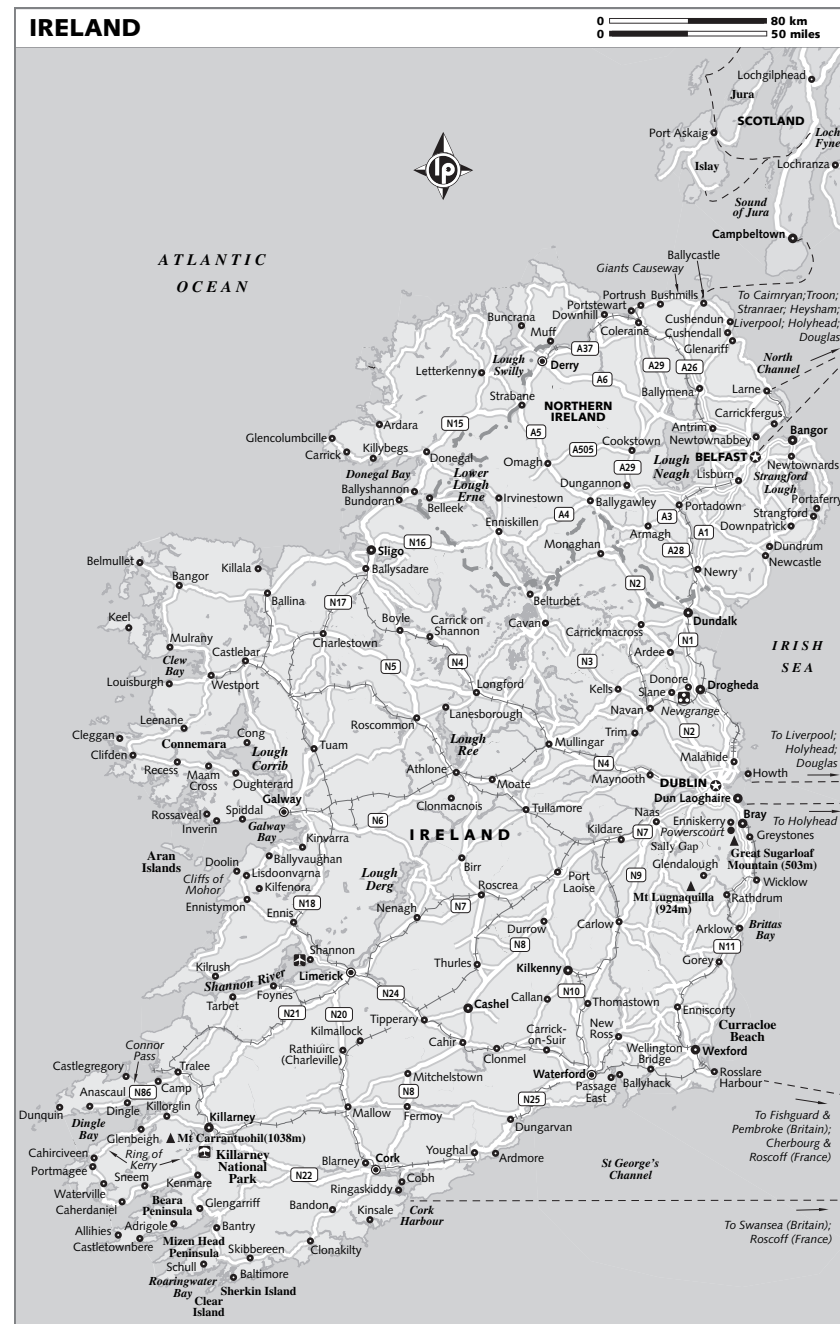 IRELAND
0 80 km
0 50 miles
Lochgilphead
Jura
SCOTLAND
Port Askaig
Loch
Fyne
Islay
Lochranza
lp
Sound
of Jura
Campbeltown
ATLANTIC
OCEAN
Ballycastle
Giants Causeway
Portrush
Bushmills
Portstewart
Downhill
Coleraine
To Cairnryan;Troon;
Stranraer; Heysham;
Liverpool; Holyhead;
Douglas
Cushendun
Cushendall
Glenariff
Buncrana
Muff
Lough
Swilly
Derry
A37
A29
A26
North
Channel
Letterkenny
A6
Ballymena
Larne
Strabane
NORTHERN
IRELAND
Carrickfergus
Ardara
N15
A5
Antrim
Newtownabbey
Bangor
Glencolumbcille
Carrick
Killybegs
Donegal
A505
Cookstown
Lough
Neagh
BELFAST
Omagh
A29
Lisburn
Newtownards
Donegal Bay
Lower
Lough
Erne
Dungannon
Strangford
Lough
Ballyshannon
Bundoran
Belleek
Irvinestown
Ballygawley
Portadown
Portaferry
Strangford
A4
A3
A1
Downpatrick
Enniskillen
Armagh
Sligo
N16
Monaghan
A28
Dundrum
Newcastle
Belmullet
Killala
Ballysadare
Newry
Bangor
N2
Ballina
N17
Belturbet
Keel
Boyle
Carrick on
Shannon
Cavan
Carrickmacross
Dundalk
Mulrany
Charlestown
N1
IRISH
SEA
Clew
Bay
Castlebar
N5
N4
N3
Ardee
Louisburgh
Westport
Longford
Kells
Donore
Slane
Drogheda
Newgrange
Lanesborough
Navan
Leenane
Roscommon
Cleggan
Cong
Connemara
Lough
Corrib
Tuam
Lough
Ree
Mullingar
Trim
N2
To Liverpool;
Holyhead;
Douglas
Clifden
Recess
Maam
Cross
Oughterard
Athlone
Moate
N4
Maynooth
Malahide
Howth
DUBLIN
Galway
Clonmacnois
Dun Laoghaire
Rossaveal
Spiddal
Inverin
Galway
Bay
N6
Tullamore
Naas
Enniskerry
Bray
To Holyhead
IRELAND
Kildare
N7
Powerscourt
Greystones
Kinvarra
Sally Gap
Aran
Islands
Ballyvaughan
Great Sugarloaf
Mountain (503m)
Doolin
Lisdoonvarna
Lough
Derg
Birr
Glendalough
Cliffs of
Mohor
Kilfenora
Port
Laoise
N9
Wicklow
Ennistymon
Roscrea
Mt Lugnaquilla
(924m)
Rathdrum
N18
Nenagh
N7
Ennis
Durrow
Carlow
Arklow
Brittas
Bay
N8
N11
Shannon
Thurles
Kilkenny
Gorey
Kilrush
Shannon River
Limerick
Foynes
N24
Tarbet
N10
Callan
Thomastown
N21
N20
Cashel
Enniscorty
Kilmallock
Tipperary
New
Ross
Curracloe
Beach
Connor
Pass
Rathiuirc
(Charleville)
Cahir
Carrick-
on-Suir
Clonmel
Wellington
Bridge
Wexford
Castlegregory
Tralee
Waterford
Rosslare
Harbour
Mitchelstown
Passage
East
Ballyhack
Anascaul
N86
Camp
N8
Dunquin
Dingle
Killorglin
N25
Dingle
Bay
Killarney
Mallow
Fermoy
To Fishguard &
Pembroke (Britain);
Cherbourg &
Roscoff (France)
Glenbeigh
Mt Carrantuohil(1038m)
Dungarvan
Cahirciveen
Ring of
Kerry
Killarney
National
Park
Youghal
Ardmore
Portmagee
Blarney
Cork
St George's
Channel
Sneem
N22
Cobh
Waterville
Kenmare
Ringaskiddy
Caherdaniel
Beara
Peninsula
Glengarriff
Bandon
Kinsale
Cork
Harbour
Allihies
Adrigole
Bantry
To Swansea (Britain);
Roscoff (France)
Castletownbere
Mizen Head
Peninsula
Clonakilty
Skibbereen
Schull
Baltimore
Roaringwater
Bay
Sherkin Island
Clear
Island